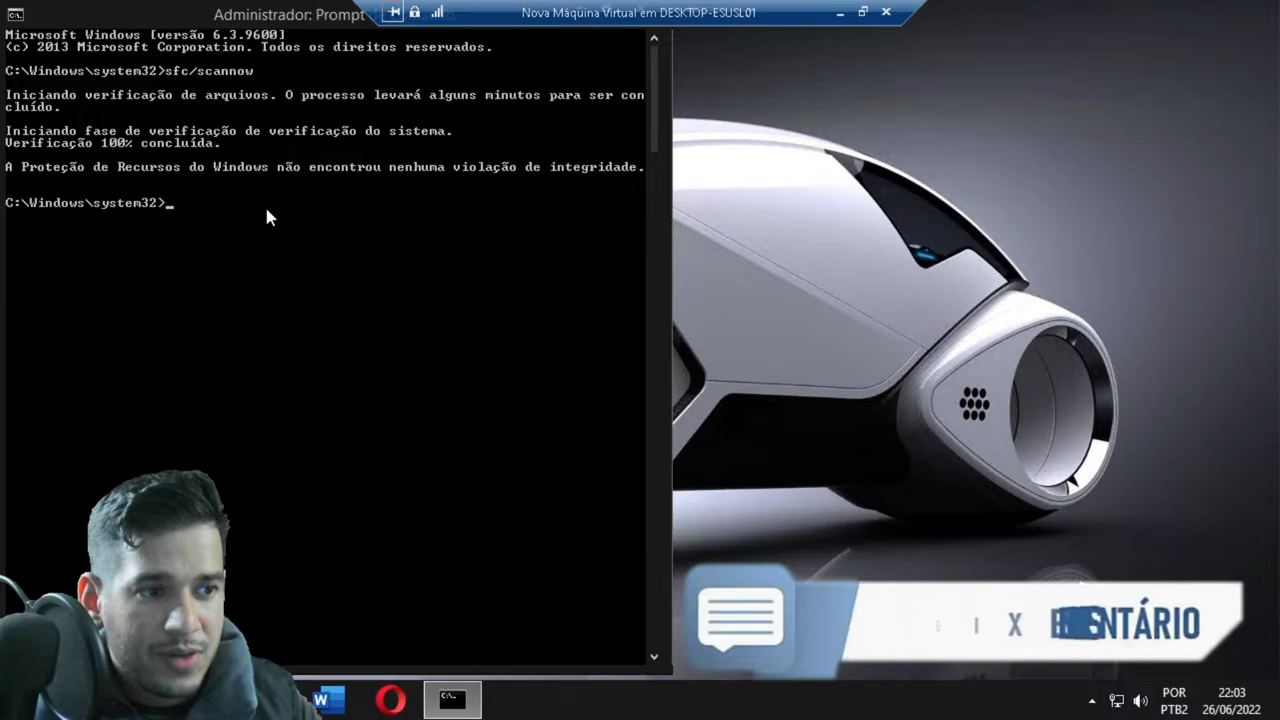 Administrador: Prompt
Nova Máquina Virtual em DESKTOP-ESUSL01
Microsoft Windows [versão 6.3.9600]
(c) 2013 Microsoft Corporation. Todos os direitos reservados.
C:\Windows\system32>sfc/scannow
Iniciando verificação de arquivos. O processo levará alguns minutos para ser con
cluído.
Iniciando fase de verificação de verificação do sistema.
Verificação 100% concluída.
A Proteção de Recursos do Windows não encontrou nenhuma violação de integridade.
C:\Windows\system32>_
POR
PTB2
22:03
26/06/2022